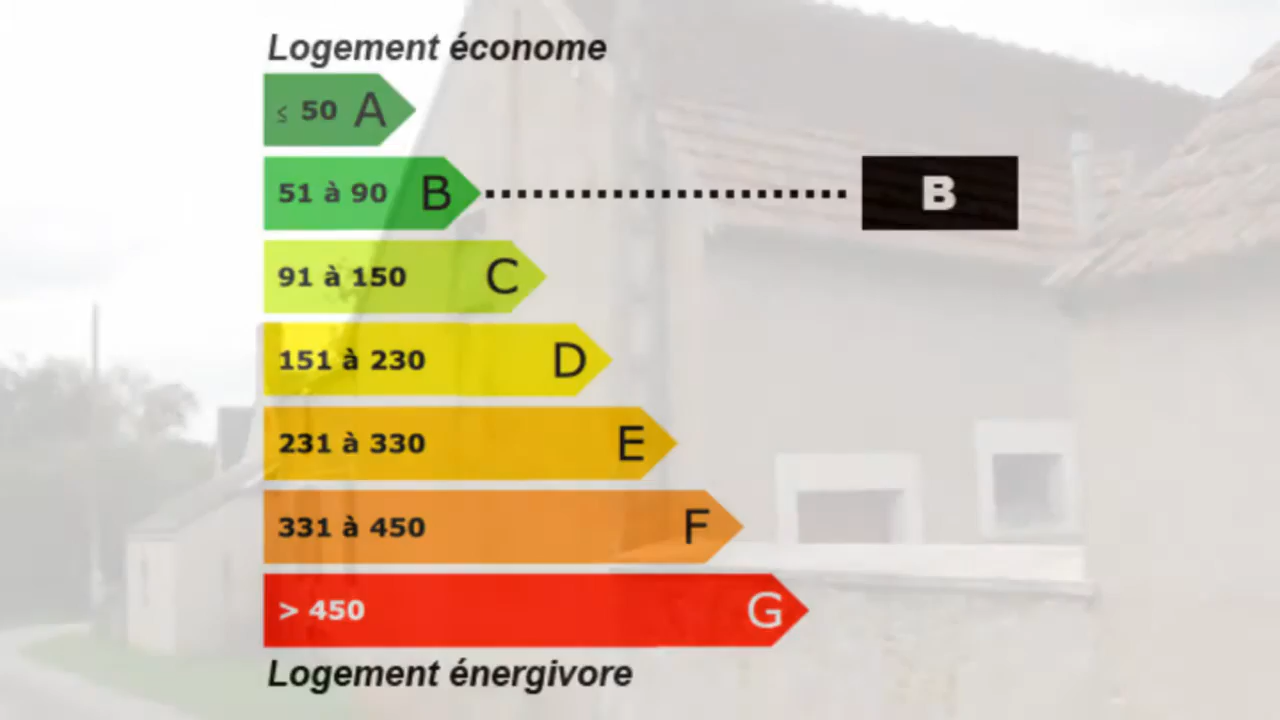 Logement économe
≤ 50 A
51 à 90 B B
91 à 150 C
151 à 230 D
231 à 330 E
331 à 450 F
> 450 G
Logement énergivore